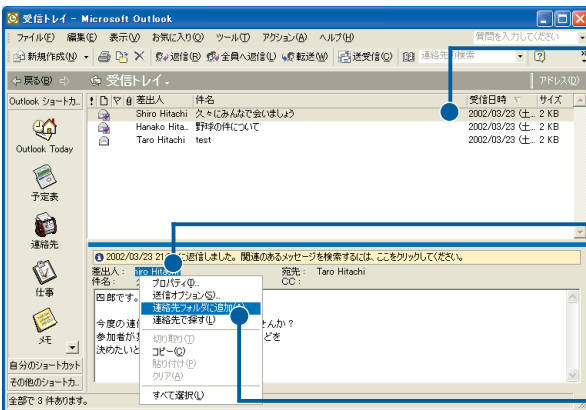 受信トレイ - Microsoft Outlook
ファイル(F) 編集(E) 表示(V) お気に入り(O) ツール(T) アクション(A) ヘルプ(H) 質問を入力してください
新規作成(N) 返信(R) 全員へ返信(L) 転送(W) 送受信(C) 連絡先の検索
戻る(B) 受信トレイ. アドレス(D)
Outlook ショートカ... 差出人 件名 受信日時 サイズ
Shiro Hitachi 久々にみんなで会いましょう 2002/03/23 (土... 2 KB
Hanako Hita... 野球の件について 2002/03/23 (土... 2 KB
Taro Hitachi test 2002/03/23 (土... 2 KB
Outlook Today
予定表
連絡先
2002/03/23 21 に返信しました。関連のあるメッセージを検索するには、ここをクリックしてください。
差出人: hiro Hitachi 宛先: Taro Hitachi
件名: CC:
プロパティ(O)...
送信オプション(S)...
連絡先フォルダに追加
連絡先で探す(L)
切り取り(T)
コピー(C)
貼り付け(P)
クリア(A)
すべて選択(L)
四郎です。
今度の連 せんか?
参加者が どを
決めたいと
仕事
メモ
自分のショートカット
その他のショートカ...
全部で 3 件あります。